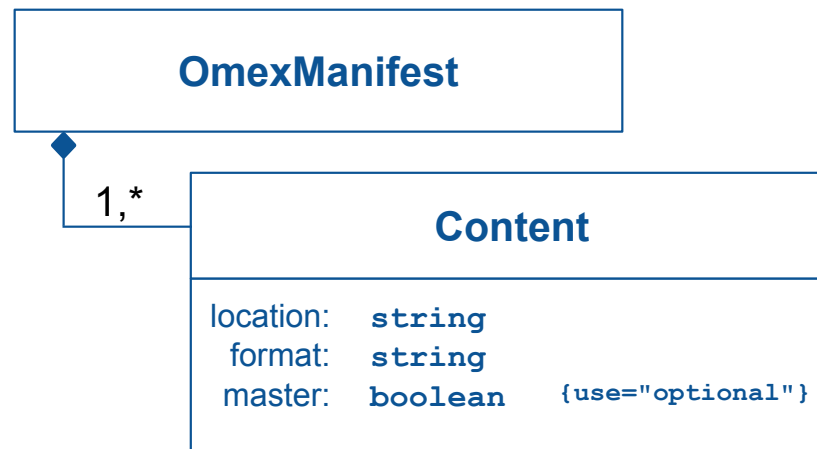 OmexManifest
1,*
Content
location: string
format: string
master: boolean {use="optional"}